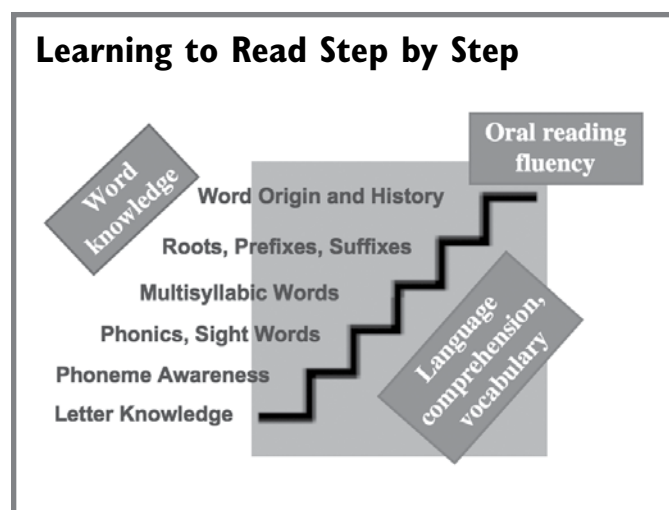 Learning to Read Step by Step
Oral reading
fluency
Word
knowledge
Word Origin and History
Roots, Prefixes, Suffixes
Multisyllabic Words
Phonics, Sight Words
Phoneme Awareness
Letter Knowledge
Language
comprehension,
vocabulary